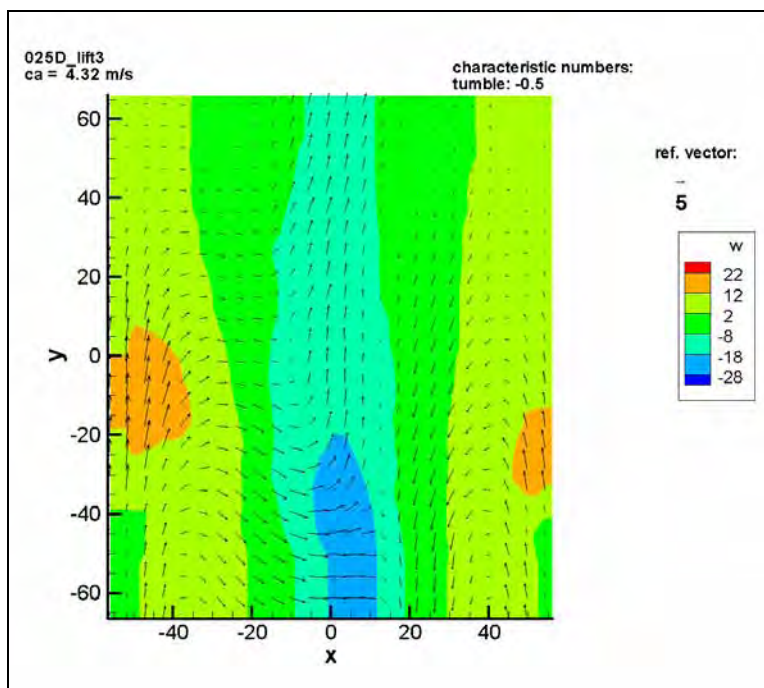 025D_lift3
ca = 4.32 m/s
characteristic numbers:
tumble: -0.5
ref. vector:
5
w
22
12
2
-8
-18
-28
60
40
20
0
-20
-40
-60
y
-40
-20
0
20
40
x